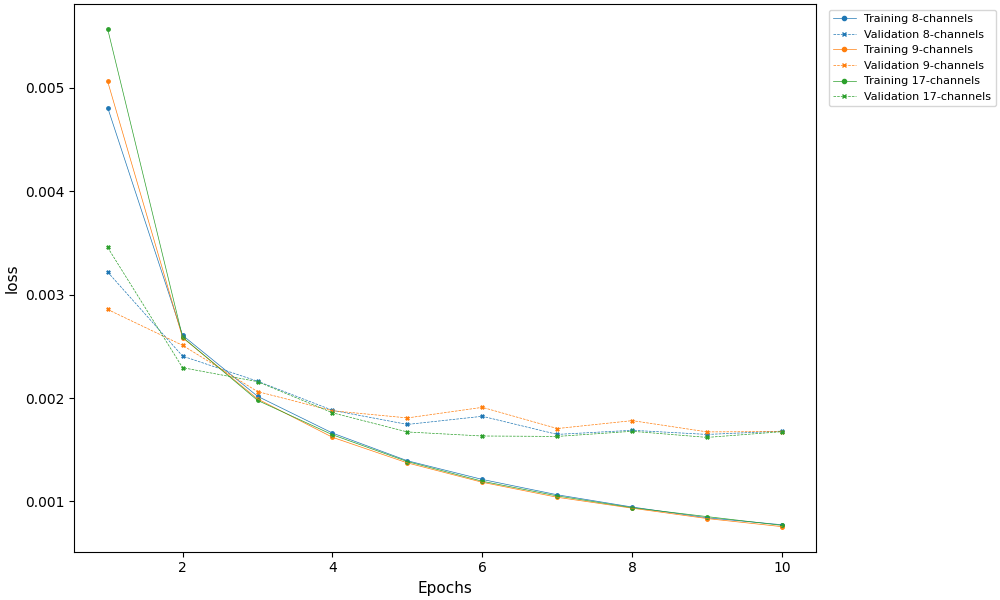 Training 8-channels
Validation 8-channels
Training 9-channels
Validation 9-channels
Training 17-channels
Validation 17-channels
0.005
0.004
0.003
0.002
0.001
loss
2 4 6 8 10
Epochs